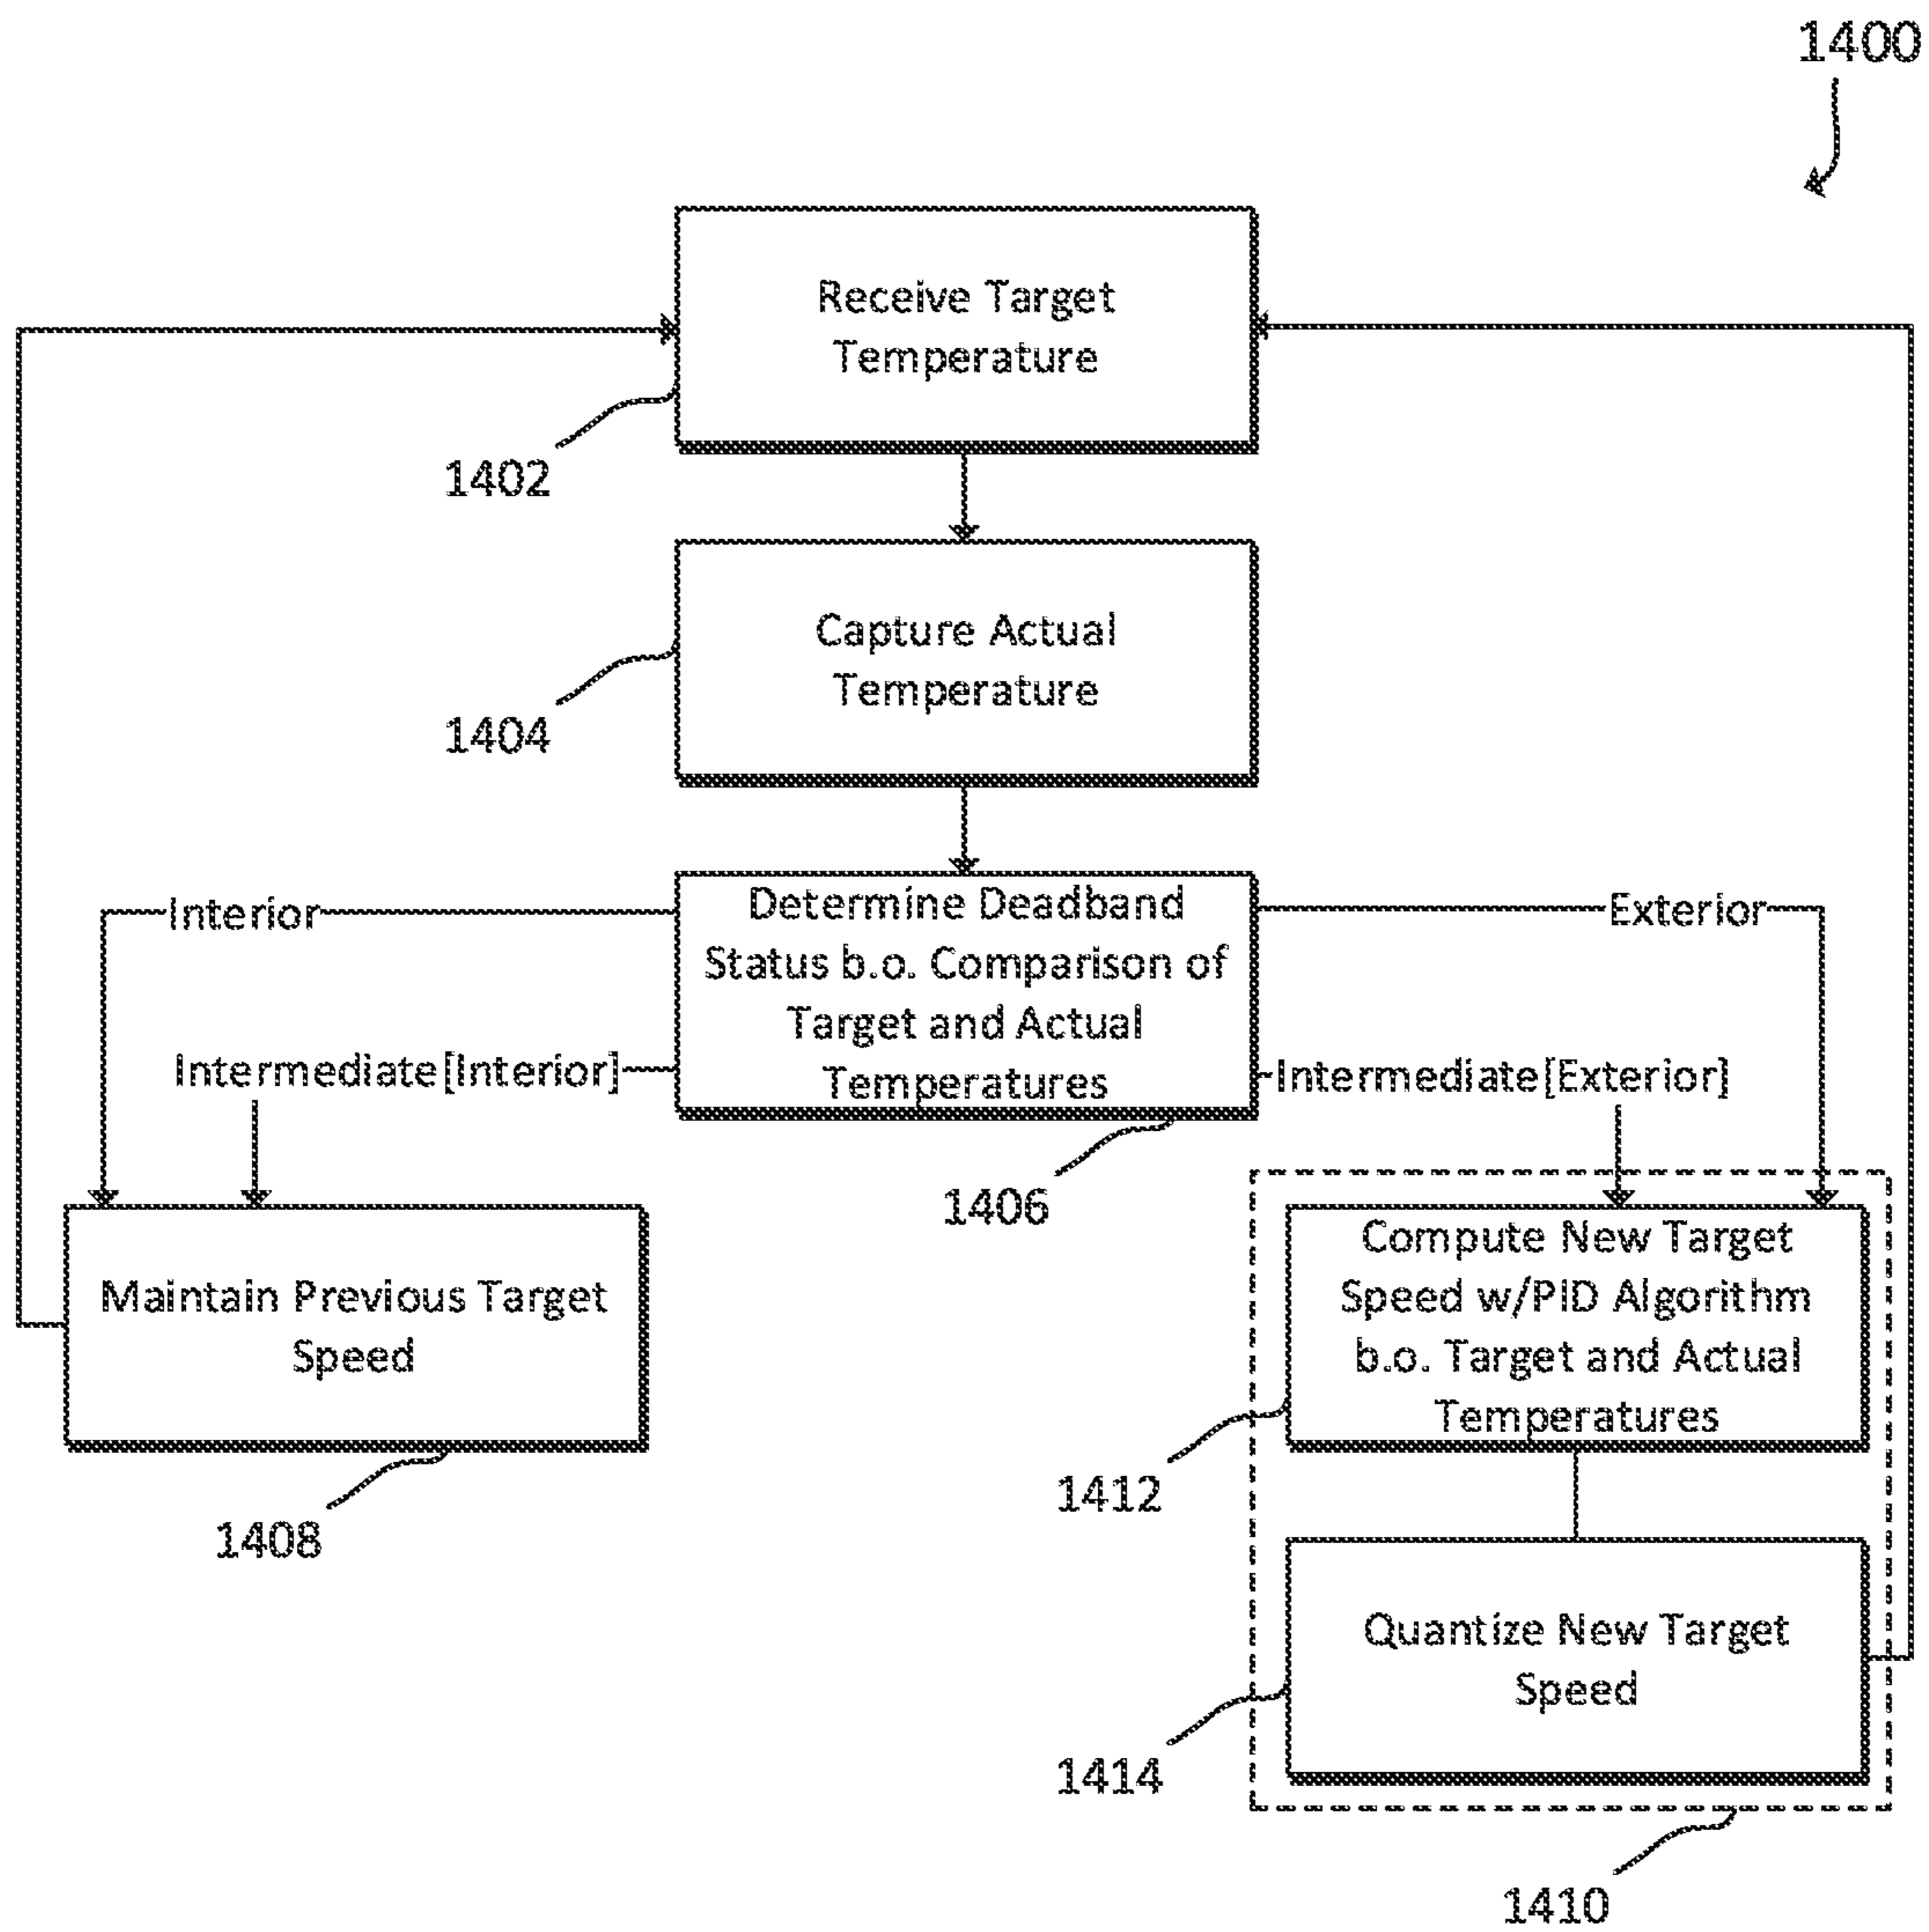 1400
Receive Target
Temperature
1402
Capture Actual
Temperature
1404
Interior
Determine Deadband
Status b.o. Comparison of
Target and Actual
Temperatures
Exterior
Intermediate[Interior]
Intermediate[Exterior]
1406
Maintain Previous Target
Speed
1408
Compute New Target
Speed w/PID Algorithm
b.o. Target and Actual
Temperatures
1412
Quantize New Target
Speed
1414
1410